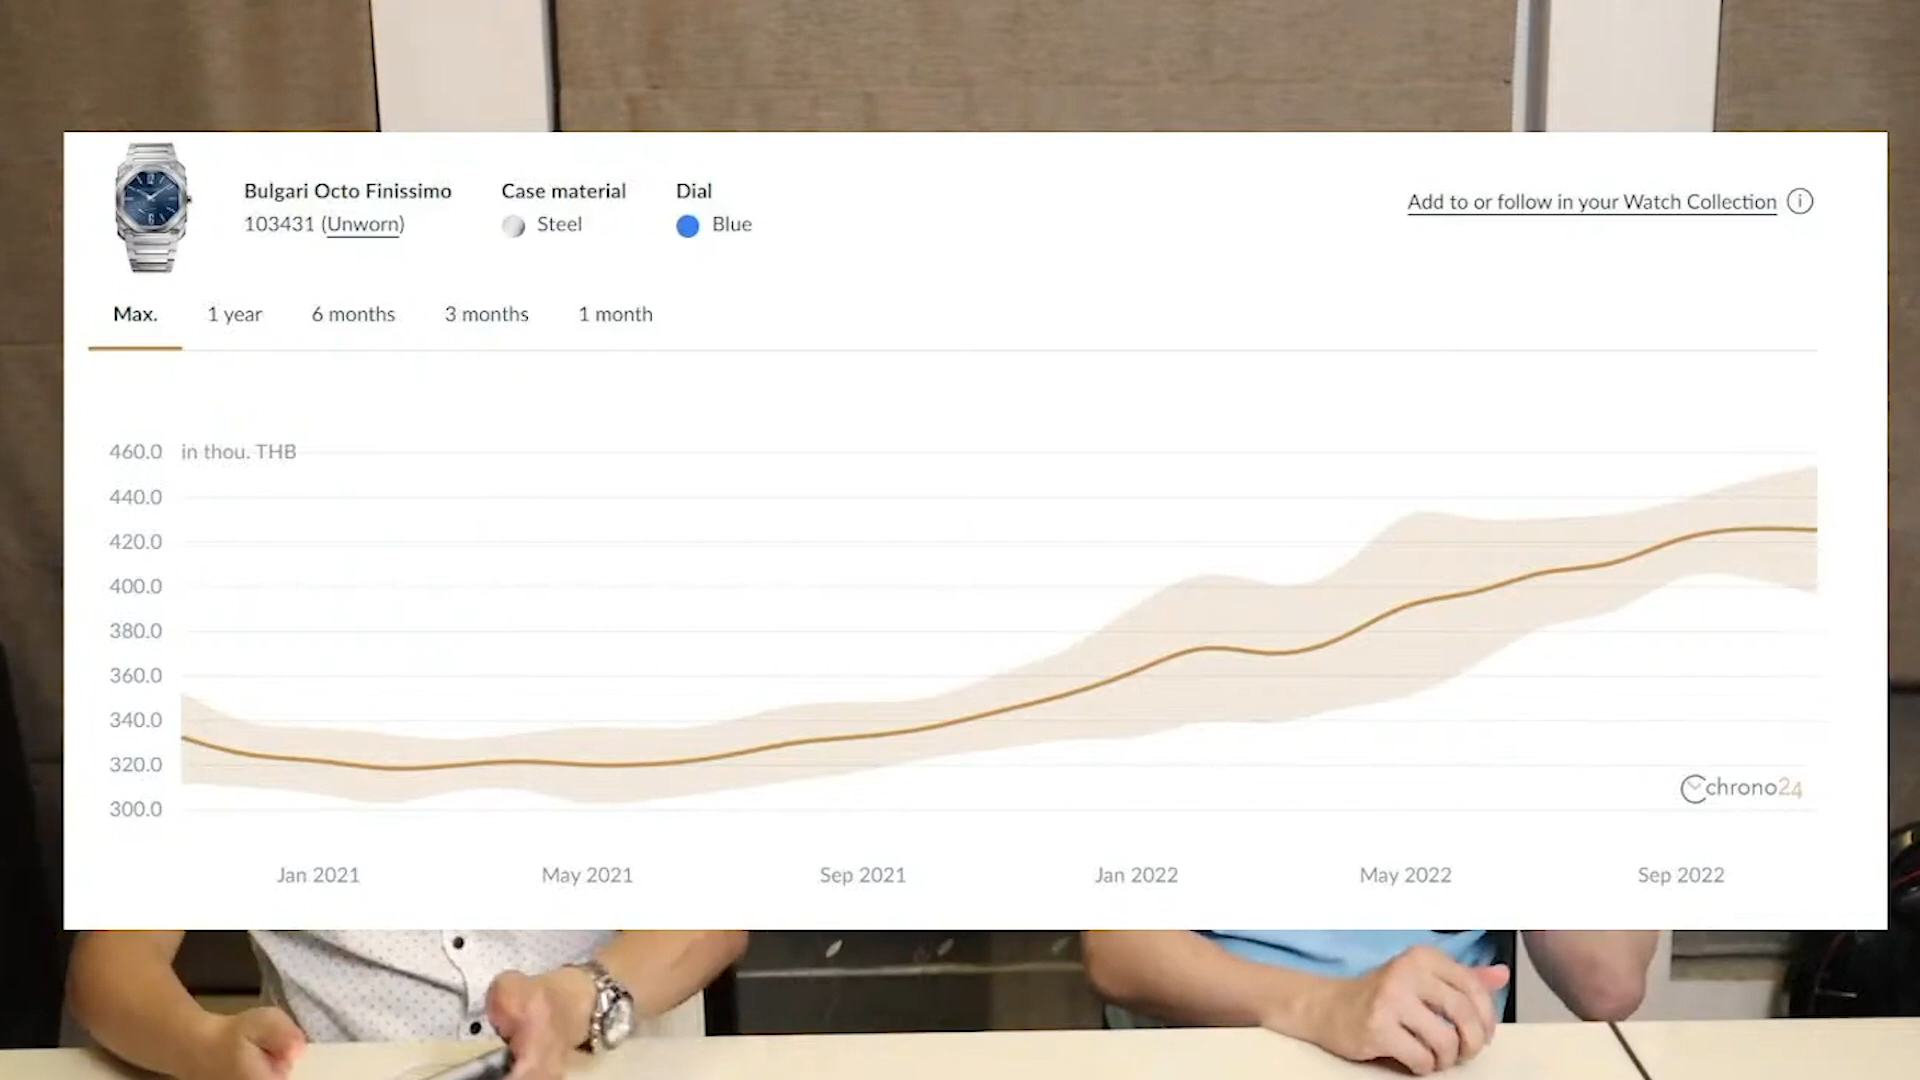 Bulgari Octo Finissimo
103431 (Unworn)
Case material
Steel
Dial
Blue
Add to or follow in your Watch Collection i
Max. 1 year 6 months 3 months 1 month
in thou. THB
460.0
440.0
420.0
400.0
380.0
360.0
340.0
320.0
300.0
chrono24
Jan 2021 May 2021 Sep 2021 Jan 2022 May 2022 Sep 2022